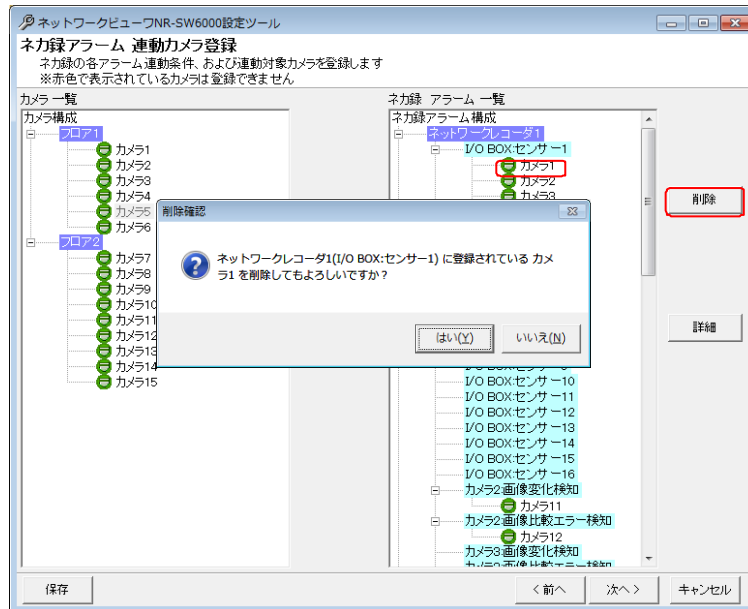 ネットワークビューワNR-SW6000設定ツール
ネカ録アラーム 連動カメラ登録
ネカ録の各アラーム連動条件、および連動対象カメラを登録します
※赤色で表示されているカメラは登録できません
カメラ 一覧
カメラ構成
フロア1
カメラ1
カメラ2
カメラ3
カメラ4
カメラ5
カメラ6
フロア2
カメラ7
カメラ8
カメラ9
カメラ10
カメラ11
カメラ12
カメラ13
カメラ14
カメラ15
ネカ録 アラーム 一覧
ネカ録アラーム構成
ネットワークレコーダ1
I/O BOX:センサー1
カメラ1
カメラ2
カメラ3
削除
詳細
削除確認
ネットワークレコーダ1(I/O BOX:センサー1) に登録されている カメ
ラ1 を削除してもよろしいですか？
はい(Y)
いいえ(N)
I/O BOX:センサー10
I/O BOX:センサー11
I/O BOX:センサー12
I/O BOX:センサー13
I/O BOX:センサー14
I/O BOX:センサー15
I/O BOX:センサー16
カメラ2:画像変化検知
カメラ11
カメラ2:画像比較エラー検知
カメラ12
カメラ3:画像変化検知
保存
＜前へ
次へ＞
キャンセル